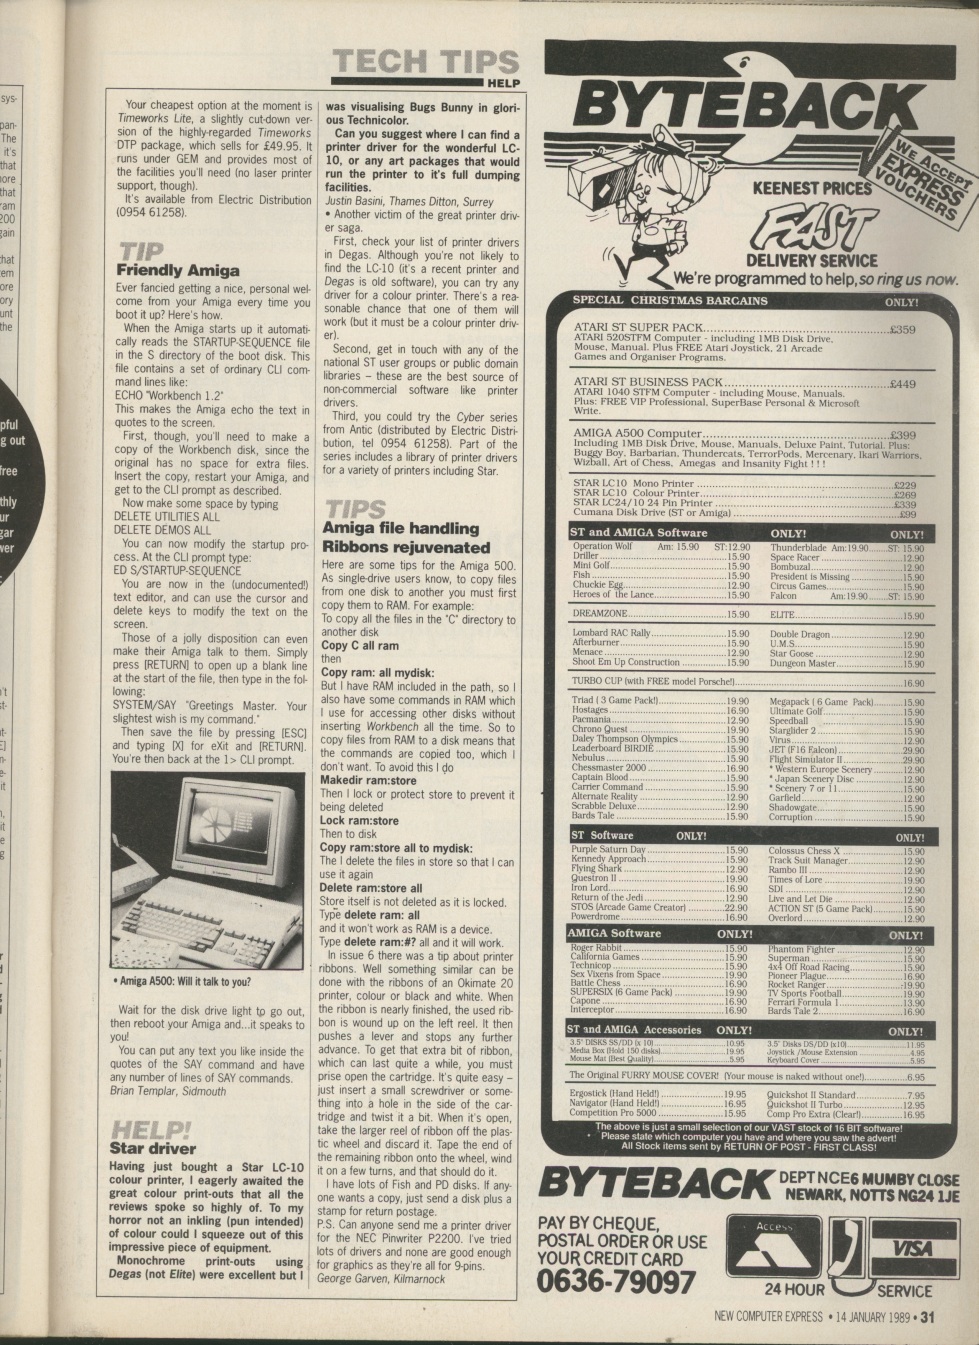 TECH TIPS
HELP
Your cheapest option at the moment is
Timeworks Lite, a slightly cut-down ver-
sion of the highly-regarded Timeworks
DTP package, which sells for £49.95. It
runs under GEM and provides most of
the facilities you'll need (no laser printer
support, though).
It's available from Electric Distribution
(0954 61258).
TIP
Friendly Amiga
Ever fancied getting a nice, personal wel-
come from your Amiga every time you
boot it up? Here's how.
When the Amiga starts up it automati-
cally reads the STARTUP-SEQUENCE file
in the S directory of the boot disk. This
file contains a set of ordinary CLI com-
mand lines like:
ECHO "Workbench 1.2"
This makes the Amiga echo the text in
quotes to the screen.
First, though, you'll need to make a
copy of the Workbench disk, since the
original has no space for extra files.
Insert the copy, restart your Amiga, and
get to the CLI prompt as described.
Now make some space by typing
DELETE UTILITIES ALL
DELETE DEMOS ALL
You can now modify the startup pro-
cess. At the CLI prompt type:
ED S/STARTUP-SEQUENCE
You are now in the (undocumented!)
text editor, and can use the cursor and
delete keys to modify the text on the
screen.
Those of a jolly disposition can even
make their Amiga talk to them. Simply
press [RETURN] to open up a blank line
at the start of the file, then type in the fol-
lowing:
SYSTEM/SAY "Greetings Master. Your
slightest wish is my command."
Then save the file by pressing [ESC]
and typing [X] for eXit and [RETURN].
You're then back at the 1> CLI prompt.
• Amiga A500: Will it talk to you?
Wait for the disk drive light to go out,
then reboot your Amiga and...it speaks to
you!
You can put any text you like inside the
quotes of the SAY command and have
any number of lines of SAY commands.
Brian Templar, Sidmouth
HELP!
Star driver
Having just bought a Star LC-10
colour printer, I eagerly awaited the
great colour print-outs that all the
reviews spoke so highly of. To my
horror not an inkling (pun intended)
of colour could I squeeze out of this
impressive piece of equipment.
Monochrome print-outs using
Degas (not Elite) were excellent but I
was visualising Bugs Bunny in glori-
ous Technicolor.
Can you suggest where I can find a
printer driver for the wonderful LC-
10, or any art packages that would
run the printer to it's full dumping
facilities.
Justin Basini, Thames Ditton, Surrey
• Another victim of the great printer driv-
er saga.
First, check your list of printer drivers
in Degas. Although you're not likely to
find the LC-10 (it's a recent printer and
Degas is old software), you can try any
driver for a colour printer. There's a rea-
sonable chance that one of them will
work (but it must be a colour printer driv-
er).
Second, get in touch with any of the
national ST user groups or public domain
libraries – these are the best source of
non-commercial software like printer
drivers.
Third, you could try the Cyber series
from Antic (distributed by Electric Distri-
bution, tel 0954 61258). Part of the
series includes a library of printer drivers
for a variety of printers including Star.
TIPS
Amiga file handling
Ribbons rejuvenated
Here are some tips for the Amiga 500.
As single-drive users know, to copy files
from one disk to another you must first
copy them to RAM. For example:
To copy all the files in the "C" directory to
another disk
Copy C all ram
then
Copy ram: all mydisk:
But I have RAM included in the path, so I
also have some commands in RAM which
I use for accessing other disks without
inserting Workbench all the time. So to
copy files from RAM to a disk means that
the commands are copied too, which I
don't want. To avoid this I do
Makedir ram:store
Then I lock or protect store to prevent it
being deleted
Lock ram:store
Then to disk
Copy ram:store all to mydisk:
The I delete the files in store so that I can
use it again
Delete ram:store all
Store itself is not deleted as it is locked.
Type delete ram: all
and it won't work as RAM is a device.
Type delete ram:#? all and it will work.
In issue 6 there was a tip about printer
ribbons. Well something similar can be
done with the ribbons of an Okimate 20
printer, colour or black and white. When
the ribbon is nearly finished, the used rib-
bon is wound up on the left reel. It then
pushes a lever and stops any further
advance. To get that extra bit of ribbon,
which can last quite a while, you must
prise open the cartridge. It's quite easy –
just insert a small screwdriver or some-
thing into a hole in the side of the car-
tridge and twist it a bit. When it's open,
take the larger reel of ribbon off the plas-
tic wheel and discard it. Tape the end of
the remaining ribbon onto the wheel, wind
it on a few turns, and that should do it.
I have lots of Fish and PD disks. If any-
one wants a copy, just send a disk plus a
stamp for return postage.
P.S. Can anyone send me a printer driver
for the NEC Pinwriter P2200. I've tried
lots of drivers and none are good enough
for graphics as they're all for 9-pins.
George Garven, Kilmarnock
BYTEBACK
WE ACCEPT
EXPRESS
VOUCHERS
KEENEST PRICES
FAST
DELIVERY SERVICE
We're programmed to help, so ring us now.
SPECIAL CHRISTMAS BARGAINS ONLY!
ATARI ST SUPER PACK £359
ATARI 520STFM Computer - including 1MB Disk Drive,
Mouse, Manual. Plus FREE Atari Joystick, 21 Arcade
Games and Organiser Programs.
ATARI ST BUSINESS PACK £449
ATARI 1040 STFM Computer - including Mouse, Manuals.
Plus: FREE VIP Professional, SuperBase Personal & Microsoft
Write.
AMIGA A500 Computer £399
Including 1MB Disk Drive, Mouse, Manuals, Deluxe Paint, Tutorial. Plus:
Buggy Boy, Barbarian, Thundercats, TerrorPods, Mercenary, Ikari Warriors,
Wizball, Art of Chess, Amegas and Insanity Fight ! ! !
STAR LC10 Mono Printer £229
STAR LC10 Colour Printer £269
STAR LC24/10 24 Pin Printer £339
Cumana Disk Drive (ST or Amiga) £99
ST and AMIGA Software ONLY! ONLY!
Operation Wolf Am: 15.90 ST:12.90
Driller 15.90
Mini Golf 15.90
Fish 15.90
Chuckie Egg 12.90
Heroes of the Lance 15.90
Thunderblade Am:19.90 ST: 15.90
Space Racer 12.90
Bombuzal 15.90
President is Missing 15.90
Circus Games 15.90
Falcon Am:19.90 ST: 15.90
DREAMZONE 15.90
ELITE 15.90
Lombard RAC Rally 15.90
Afterburner 15.90
Menace 12.90
Shoot Em Up Construction 15.90
Double Dragon 12.90
U.M.S. 15.90
Star Goose 12.90
Dungeon Master 15.90
TURBO CUP (with FREE model Porsche!) 16.90
Triad ( 3 Game Pack!) 19.90
Hostages 16.90
Pacmania 12.90
Chrono Quest 19.90
Daley Thompson Olympics 15.90
Leaderboard BIRDIE 15.90
Nebulus 15.90
Chessmaster 2000 16.90
Captain Blood 15.90
Carrier Command 15.90
Alternate Reality 12.90
Scrabble Deluxe 12.90
Bards Tale 15.90
Megapack ( 6 Game Pack) 15.90
Ultimate Golf 15.90
Speedball 15.90
Starglider 2 15.90
Virus 12.90
JET (F16 Falcon) 29.90
Flight Simulator II 29.90
* Western Europe Scenery 12.90
* Japan Scenery Disc 12.90
* Scenery 7 or 11 15.90
Garfield 12.90
Shadowgate 15.90
Corruption 15.90
ST Software ONLY! ONLY!
Purple Saturn Day 15.90
Kennedy Approach 15.90
Flying Shark 12.90
Questron II 19.90
Iron Lord 16.90
Return of the Jedi 12.90
STOS (Arcade Game Creator) 22.90
Powerdrome 16.90
Colossus Chess X 15.90
Track Suit Manager 12.90
Rambo III 12.90
Times of Lore 19.90
SDI 12.90
Live and Let Die 12.90
ACTION ST (5 Game Pack) 15.90
Overlord 12.90
AMIGA Software ONLY! ONLY!
Roger Rabbit 15.90
California Games 15.90
Technicop 15.90
Sex Vixens from Space 19.90
Battle Chess 16.90
SUPERSIX (6 Game Pack) 19.90
Capone 16.90
Interceptor 16.90
Phantom Fighter 12.90
Superman 15.90
4x4 Off Road Racing 15.90
Pioneer Plague 16.90
Rocket Ranger 19.90
TV Sports Football 19.90
Ferrari Formula 1 13.90
Bards Tale 2 16.90
ST and AMIGA Accessories ONLY! ONLY!
3.5" DISKS SS/DD (x 10) 10.95
Media Box (Hold 150 disks) 19.95
Mouse Mat (Best Quality) 5.95
3.5" Disks DS/DD (x10) 11.95
Joystick /Mouse Extension 4.95
Keyboard Cover 5.95
The Original FURRY MOUSE COVER! (Your mouse is naked without one!) 6.95
Ergostick (Hand Held!) 19.95
Navigator (Hand Held!) 16.95
Competition Pro 5000 15.95
Quickshot II Standard 7.95
Quickshot II Turbo 12.95
Comp Pro Extra (Clear!) 16.95
The above is just a small selection of our VAST stock of 16 BIT software!
* Please state which computer you have and where you saw the advert!
All Stock items sent by RETURN OF POST - FIRST CLASS!
BYTEBACK
DEPT NCE6 MUMBY CLOSE
NEWARK, NOTTS NG24 1JE
PAY BY CHEQUE,
POSTAL ORDER OR USE
YOUR CREDIT CARD
0636-79097
Access
VISA
24 HOUR SERVICE
NEW COMPUTER EXPRESS • 14 JANUARY 1989 • 31